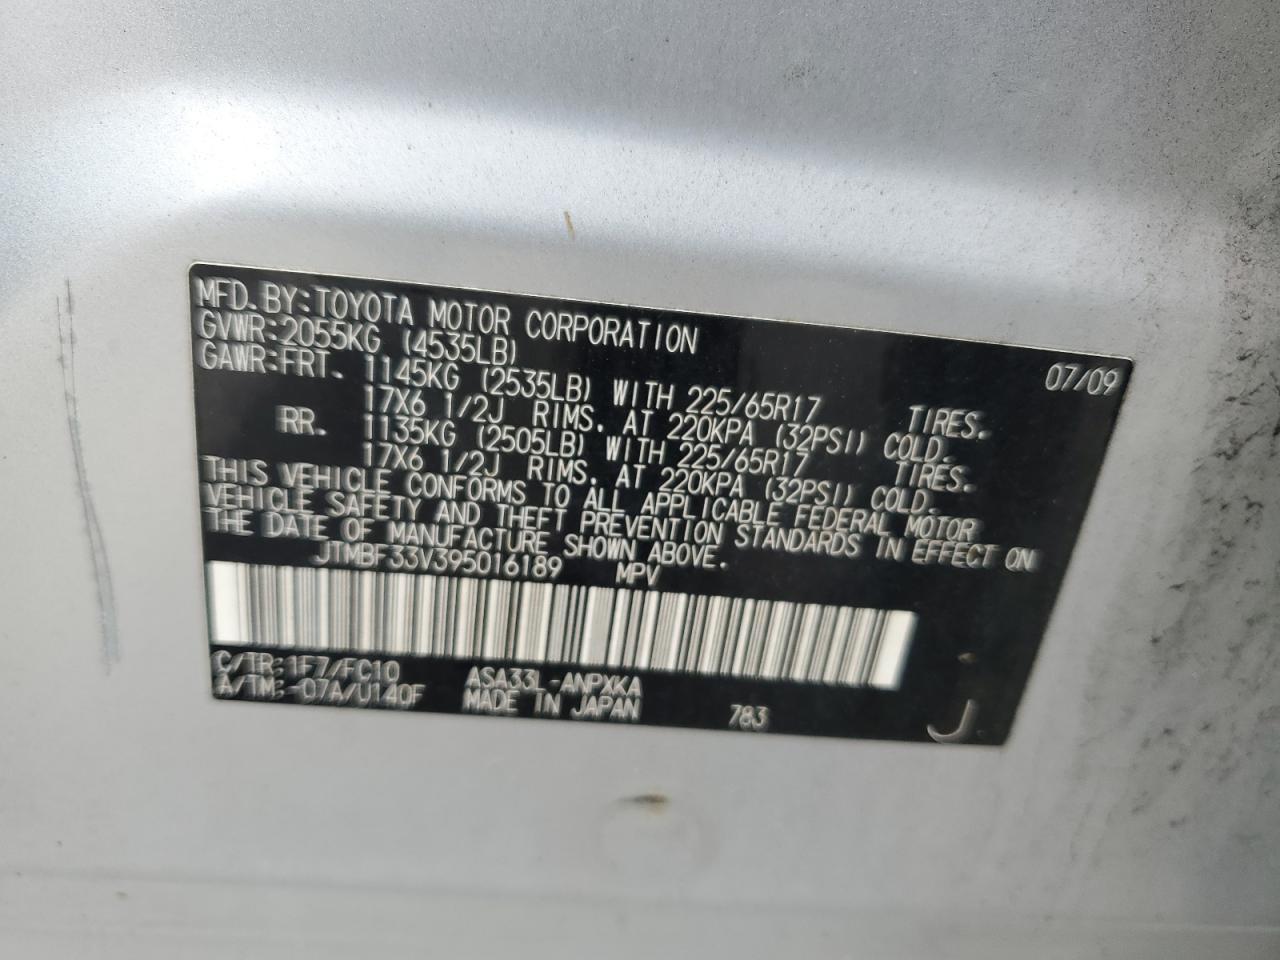 MFD. BY: TOYOTA MOTOR CORPORATION 07/09
GVWR: 2055KG (4535LB)
GAWR: FRT. 1145KG (2535LB) WITH 225/65R17 TIRES.
17X6 1/2J RIMS. AT 220KPA (32PSI) COLD.
RR. 1135KG (2505LB) WITH 225/65R17 TIRES.
17X6 1/2J RIMS. AT 220KPA (32PSI) COLD.
THIS VEHICLE CONFORMS TO ALL APPLICABLE FEDERAL MOTOR
VEHICLE SAFETY AND THEFT PREVENTION STANDARDS IN EFFECT ON
THE DATE OF MANUFACTURE SHOWN ABOVE.
JTMBF33V395016189 MPV
C/TR: 1F7/FC10 ASA33L-ANPXKA
A/TM: -07A/U140F MADE IN JAPAN 783 J